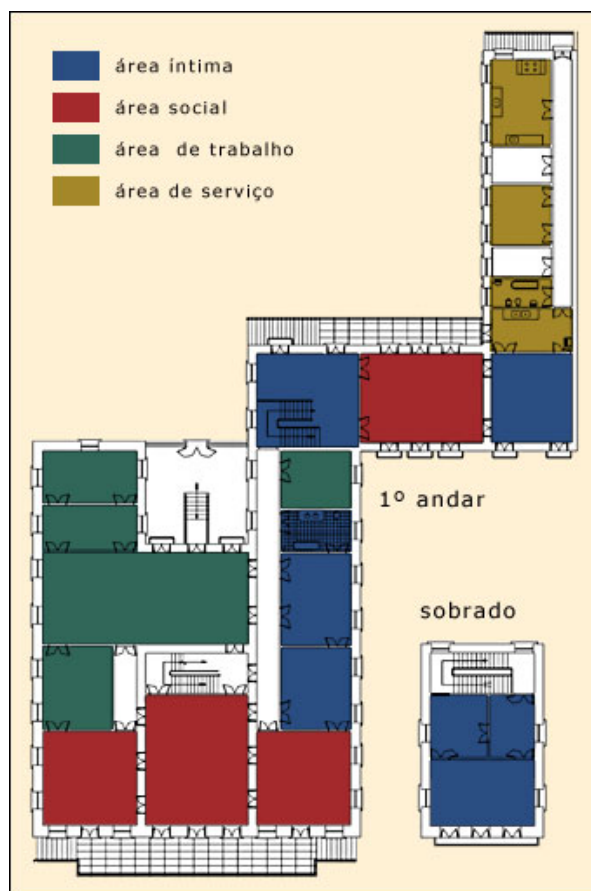 área íntima
área social
área de trabalho
área de serviço
1º andar
sobrado